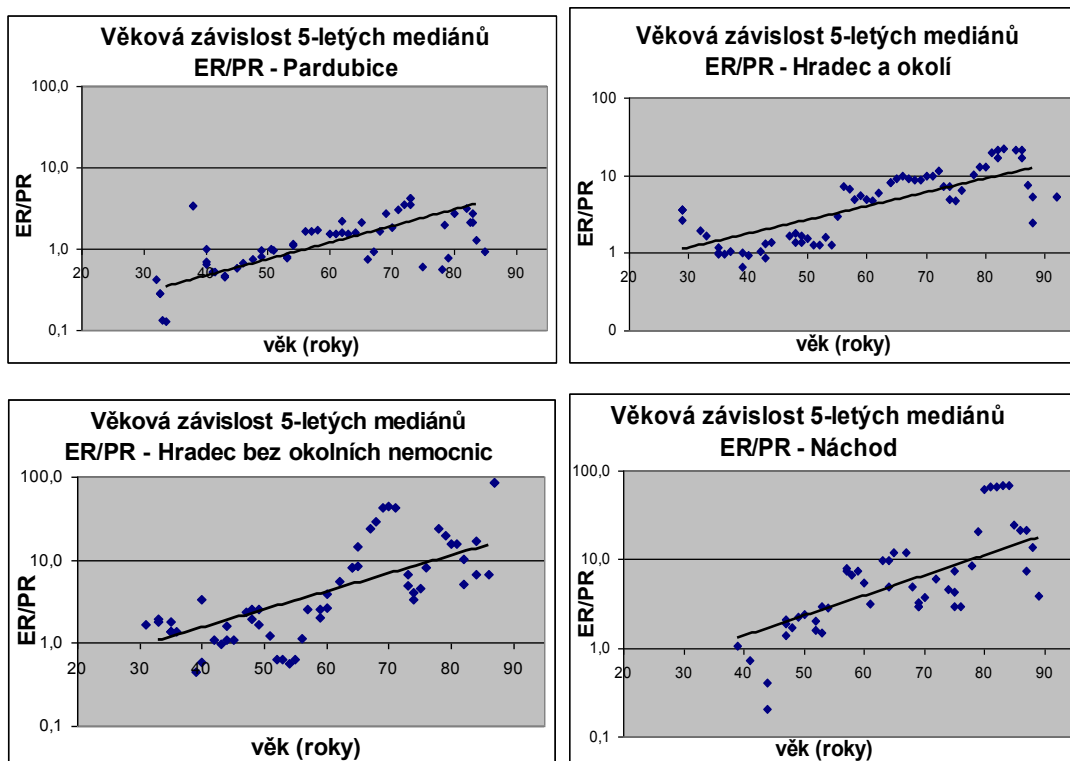 Věková závislost 5-letých mediánů
ER/PR - Pardubice
100,0
10,0
1,0
0,1
ER/PR
20 30 40 50 60 70 80 90
věk (roky)
Věková závislost 5-letých mediánů
ER/PR - Hradec a okolí
100
10
1
0
ER/PR
20 30 40 50 60 70 80 90
věk (roky)
Věková závislost 5-letých mediánů
ER/PR - Hradec bez okolních nemocnic
100,0
10,0
1,0
0,1
ER/PR
20 30 40 50 60 70 80 90
věk (roky)
Věková závislost 5-letých mediánů
ER/PR - Náchod
100,0
10,0
1,0
0,1
ER/PR
20 30 40 50 60 70 80 90
věk (roky)